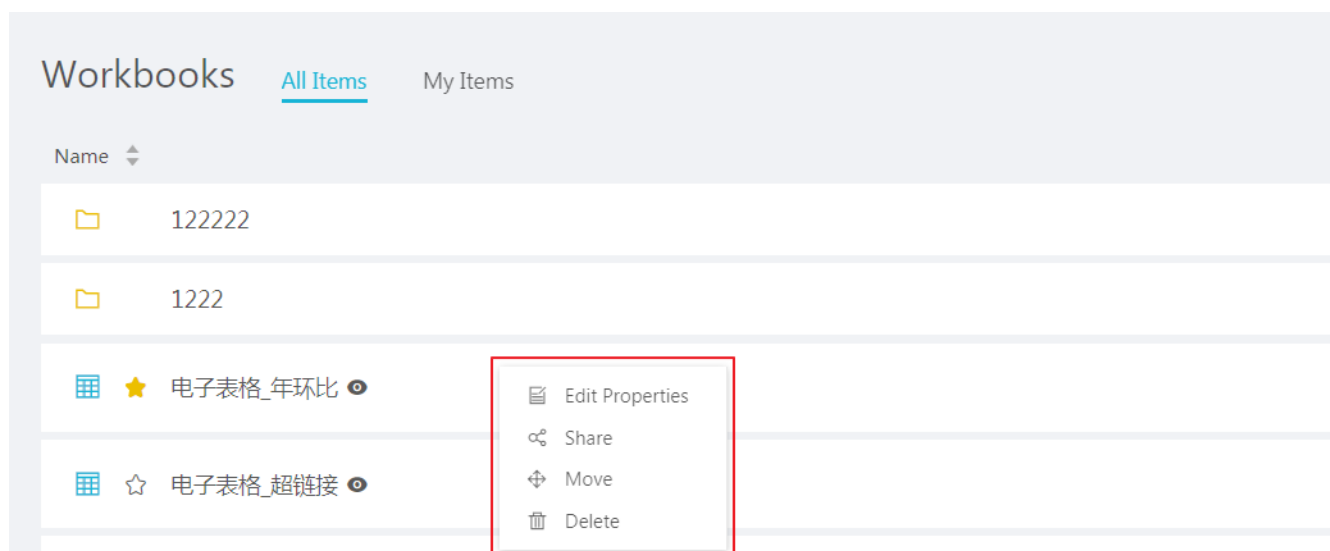 Workbooks All Items My Items
Name
122222
1222
电子表格_年环比
Edit Properties
Share
电子表格_超链接
Move
Delete